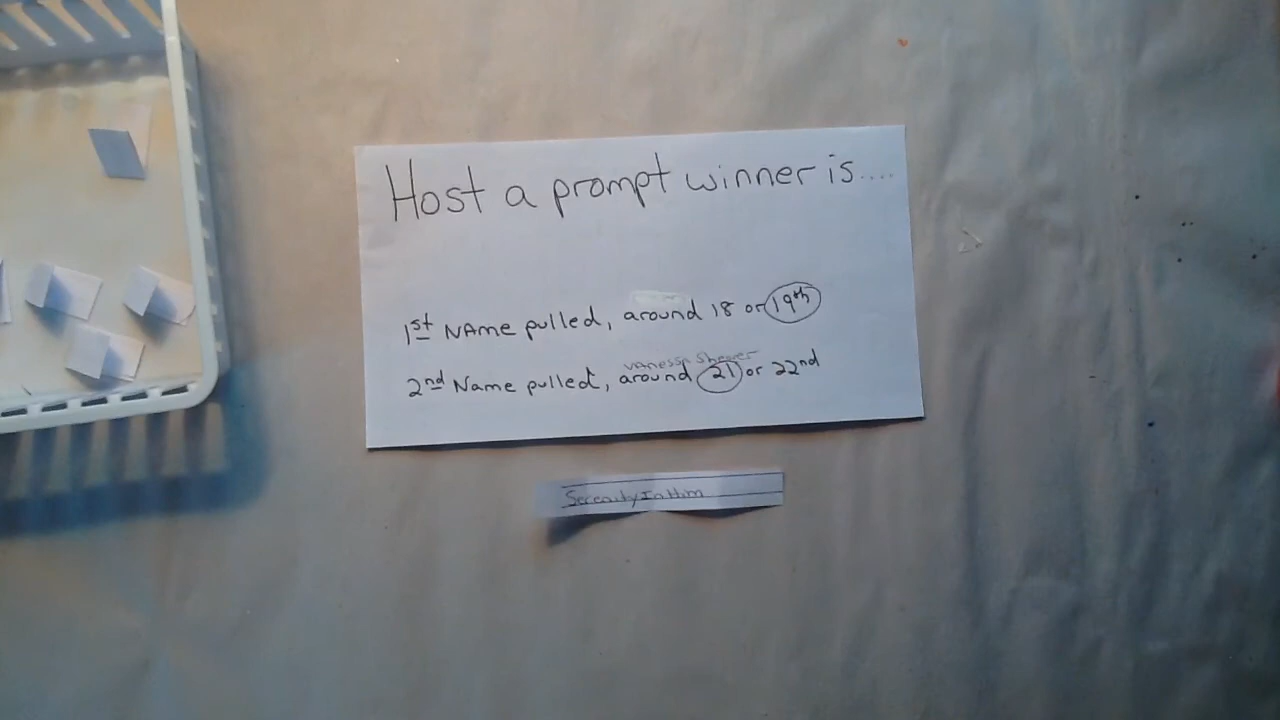 Host a prompt winner is....
1st NAme pulled, around 18 or 19th
vanessa Shearer
2nd Name pulled, around 21 or 22nd
SerenityInHim